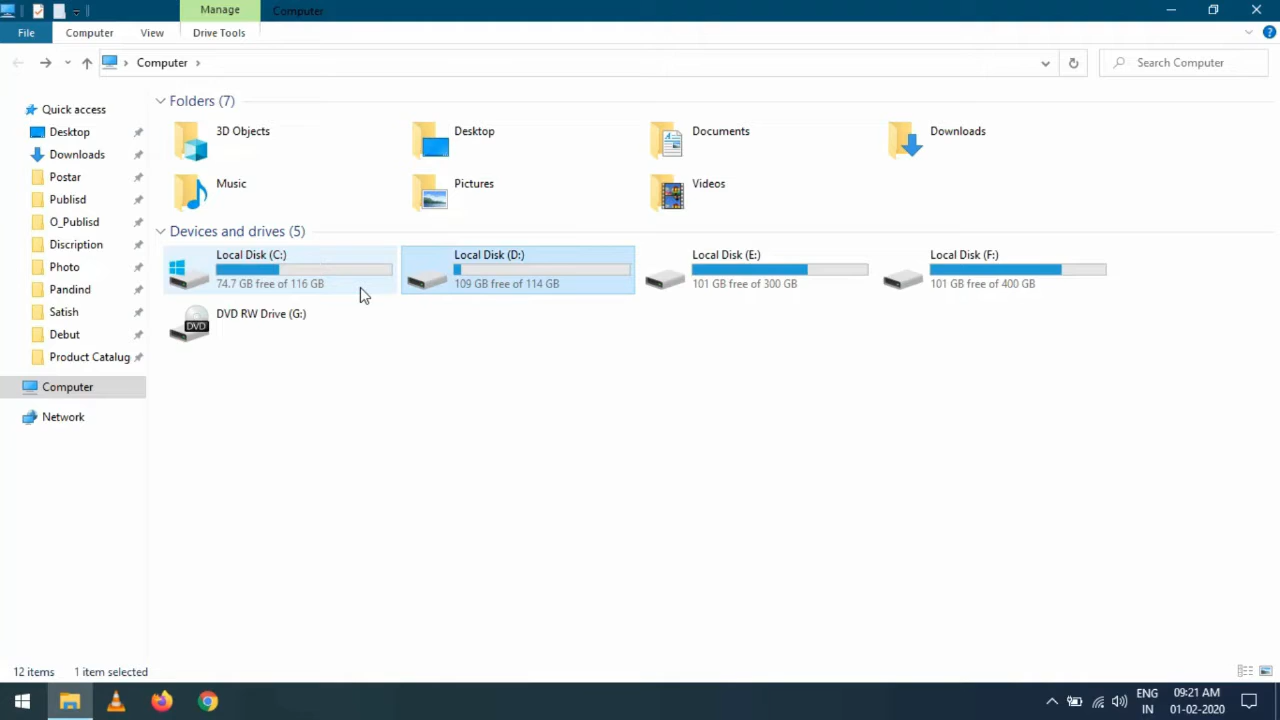 Manage
Computer
File
Computer
View
Drive Tools
Computer
Search Computer
Quick access
Desktop
Downloads
Postar
Publisd
O_Publisd
Discription
Photo
Pandind
Satish
Debut
Product Catalug
Computer
Network
Folders (7)
3D Objects
Desktop
Documents
Downloads
Music
Pictures
Videos
Devices and drives (5)
Local Disk (C:)
74.7 GB free of 116 GB
Local Disk (D:)
109 GB free of 114 GB
Local Disk (E:)
101 GB free of 300 GB
Local Disk (F:)
101 GB free of 400 GB
DVD
DVD RW Drive (G:)
12 items
1 item selected
ENG
IN
09:21 AM
01-02-2020